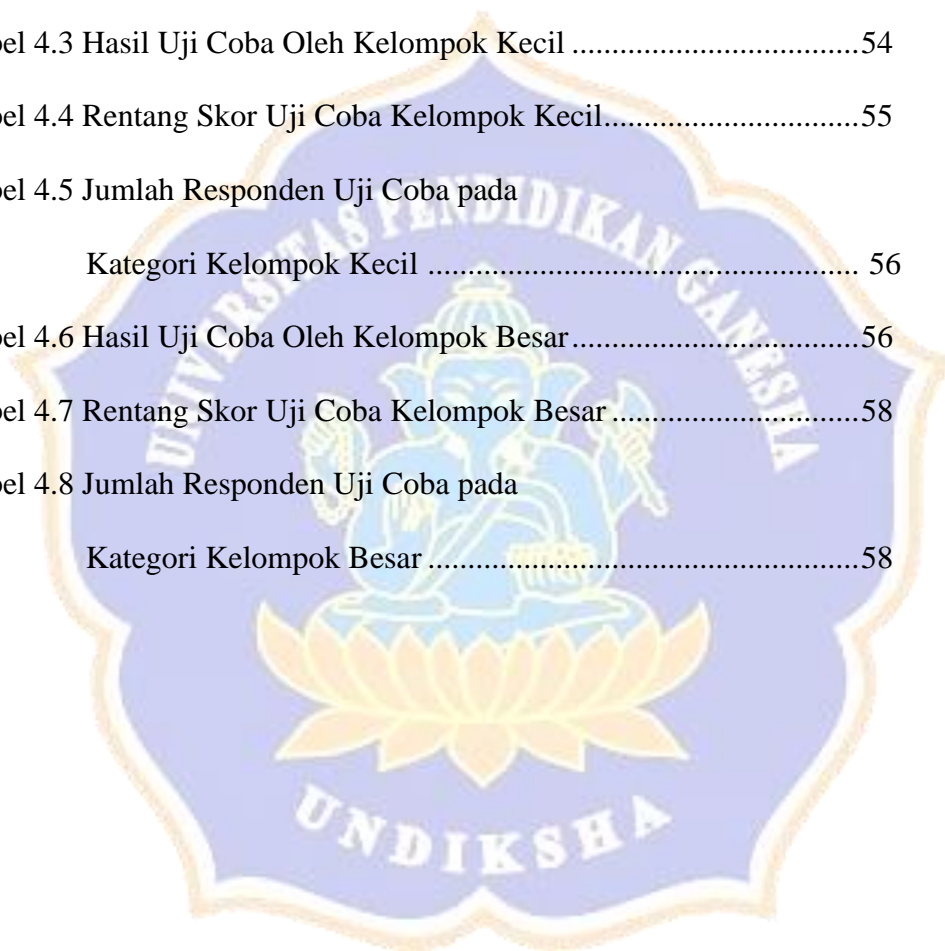 bel 4.3 Hasil Uji Coba Oleh Kelompok Kecil ....................................54
bel 4.4 Rentang Skor Uji Coba Kelompok Kecil................................55
bel 4.5 Jumlah Responden Uji Coba pada
Kategori Kelompok Kecil ...................................................... 56
bel 4.6 Hasil Uji Coba Oleh Kelompok Besar....................................56
bel 4.7 Rentang Skor Uji Coba Kelompok Besar ...............................58
bel 4.8 Jumlah Responden Uji Coba pada
Kategori Kelompok Besar ......................................................58
UNIVERSITAS PENDIDIKAN GANESHA
UNDIKSHA